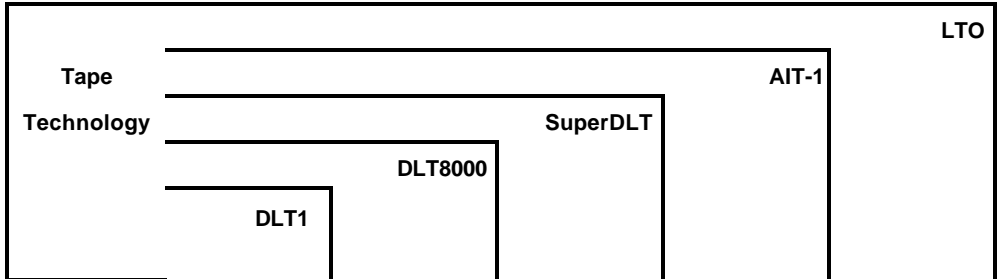 LTO
Tape
AIT-1
Technology
SuperDLT
DLT8000
DLT1